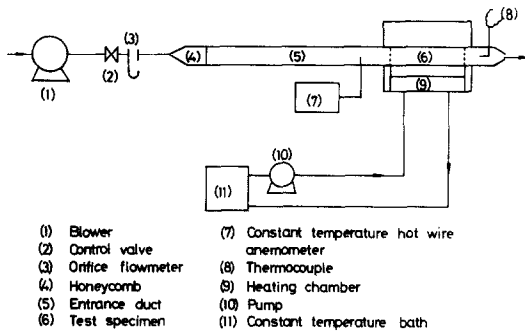 (8)
(3)
(4)
(5)
(6)
(2)
(1)
(7)
(9)
(10)
(11)
(1) Blower
(2) Control valve
(3) Orifice flowmeter
(4) Honeycomb
(5) Entrance duct
(6) Test specimen
(7) Constant temperature hot wire
anemometer
(8) Thermocouple
(9) Heating chamber
(10) Pump
(11) Constant temperature bath